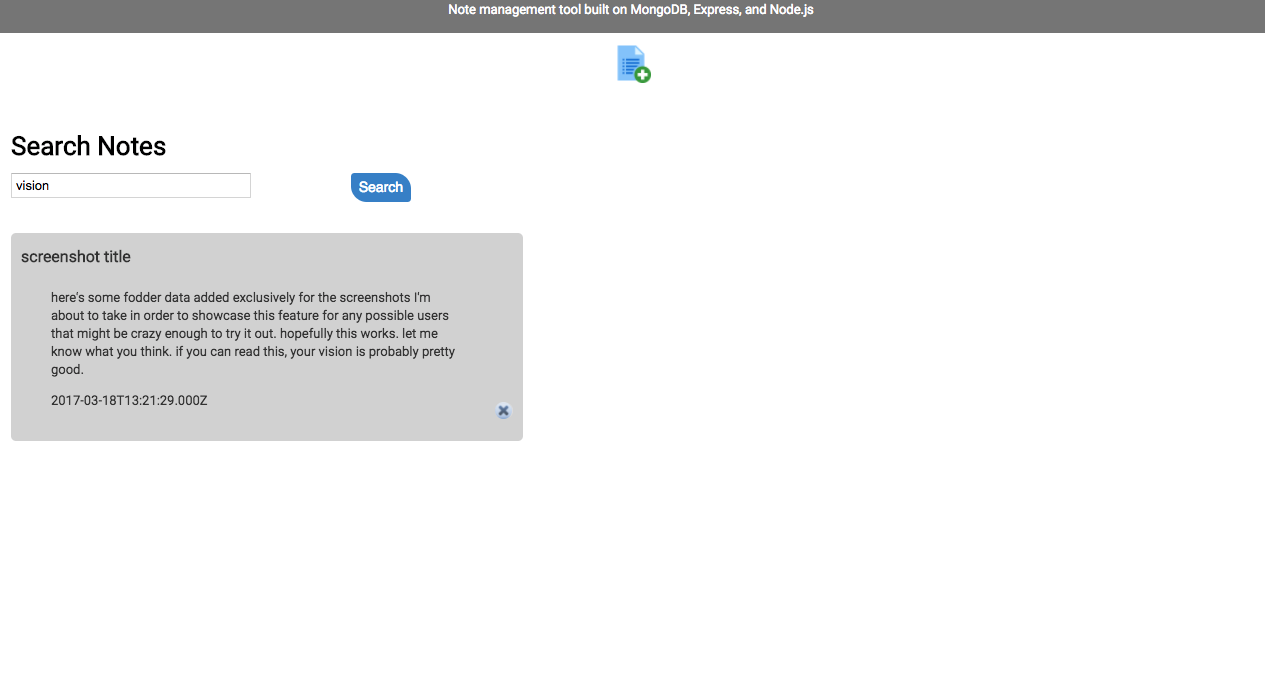 Note management tool built on MongoDB, Express, and Node.js
Search Notes
vision
Search
screenshot title
here's some fodder data added exclusively for the screenshots I'm
about to take in order to showcase this feature for any possible users
that might be crazy enough to try it out. hopefully this works. let me
know what you think. if you can read this, your vision is probably pretty
good.
2017-03-18T13:21:29.000Z